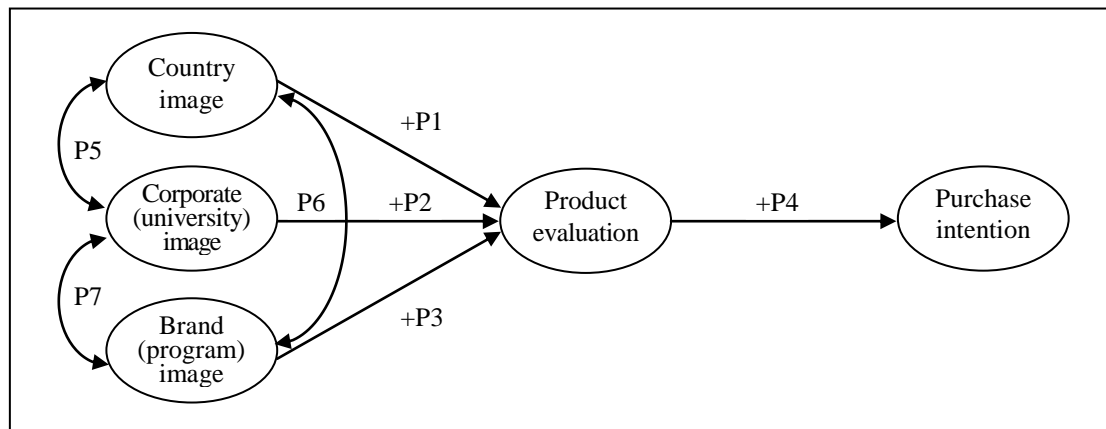 Country
image
+P1
P5
Corporate
(university)
image
P6
+P2
Product
evaluation
+P4
Purchase
intention
P7
+P3
Brand
(program)
image